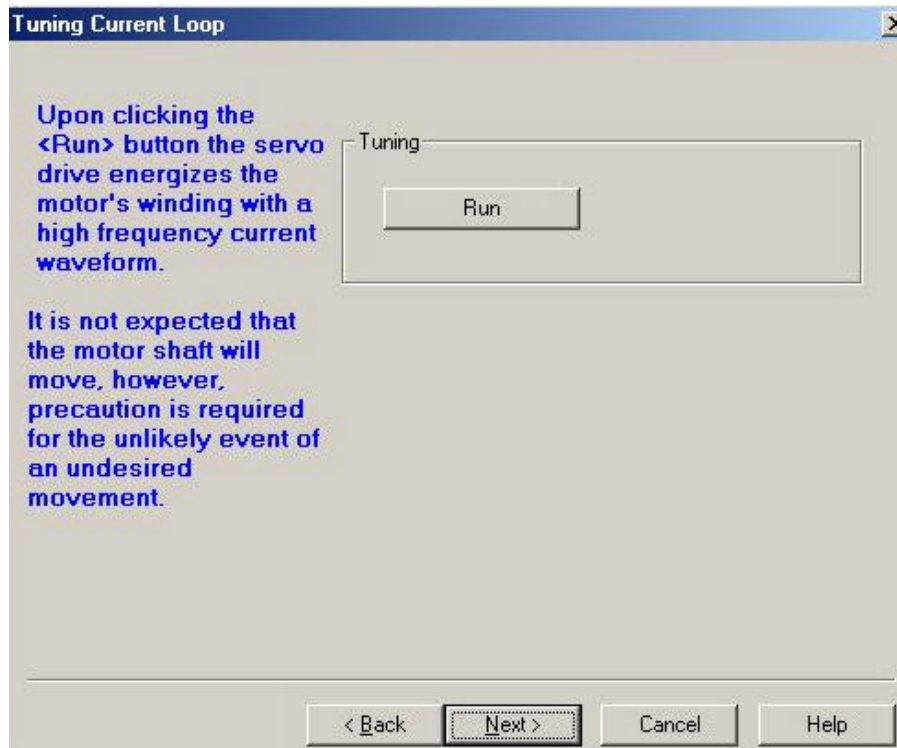 Tuning Current Loop
Upon clicking the
<Run> button the servo
drive energizes the
motor's winding with a
high frequency current
waveform.
It is not expected that
the motor shaft will
move, however,
precaution is required
for the unlikely event of
an undesired
movement.
Tuning
Run
< Back
Next >
Cancel
Help